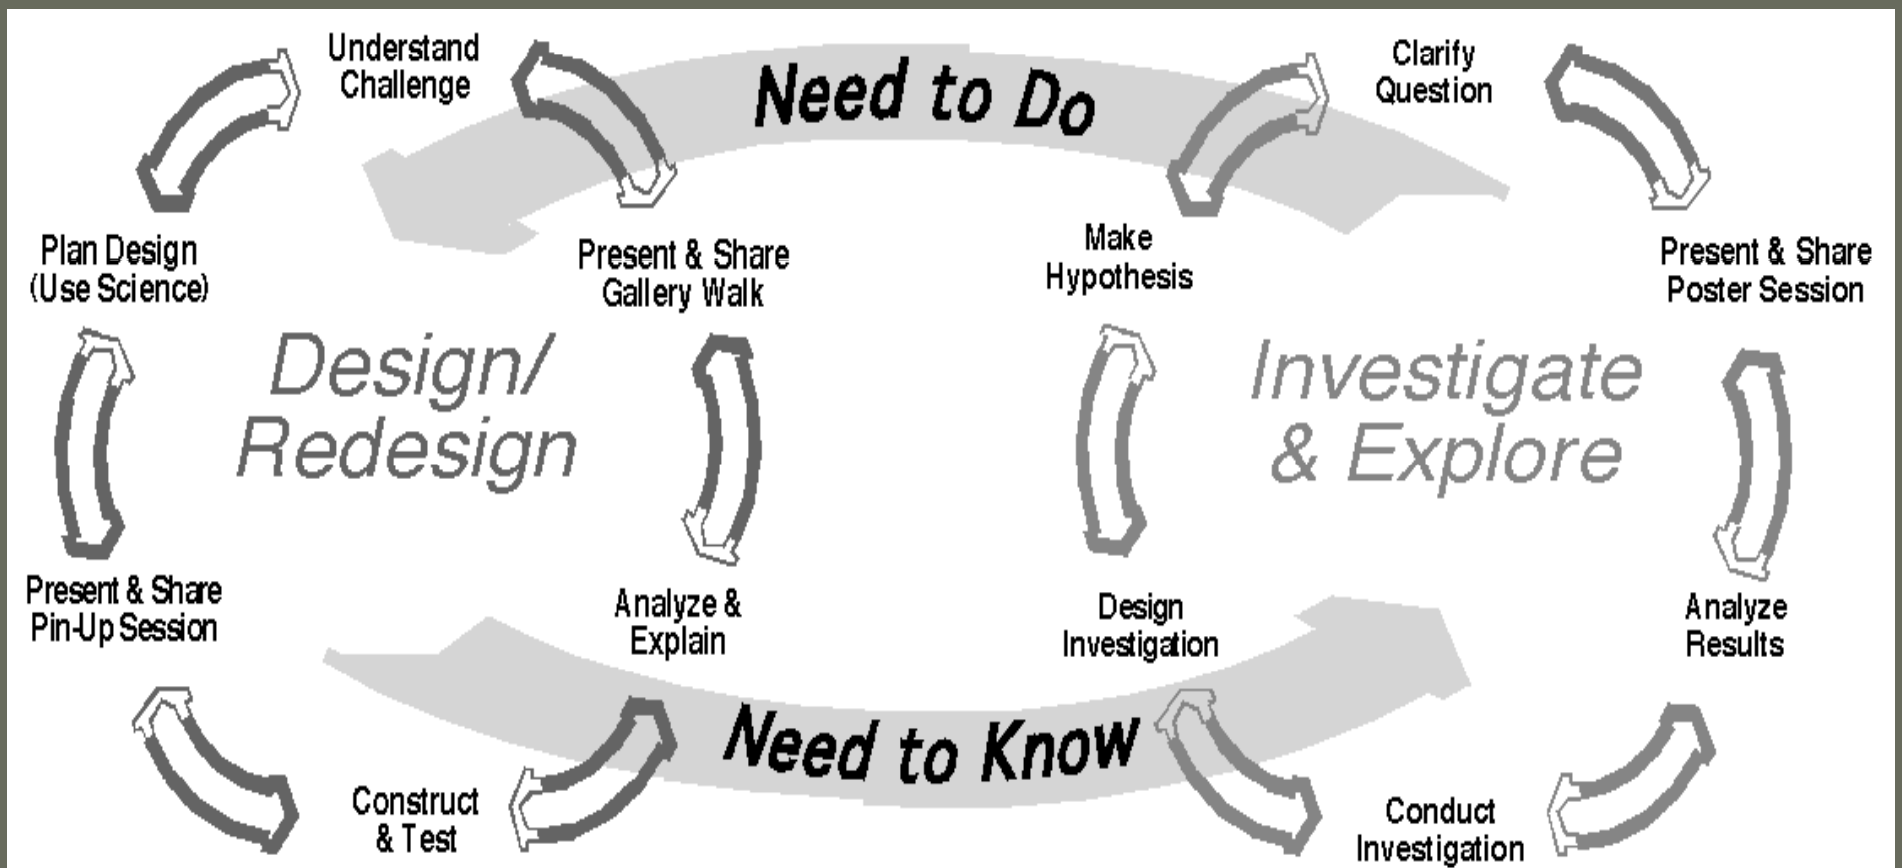 Understand
Challenge
Need to Do
Clarify
Question
Plan Design
(Use Science)
Present & Share
Gallery Walk
Make
Hypothesis
Present & Share
Poster Session
Design/
Redesign
Investigate
& Explore
Present & Share
Pin-Up Session
Analyze &
Explain
Design
Investigation
Analyze
Results
Need to Know
Construct
& Test
Conduct
Investigation